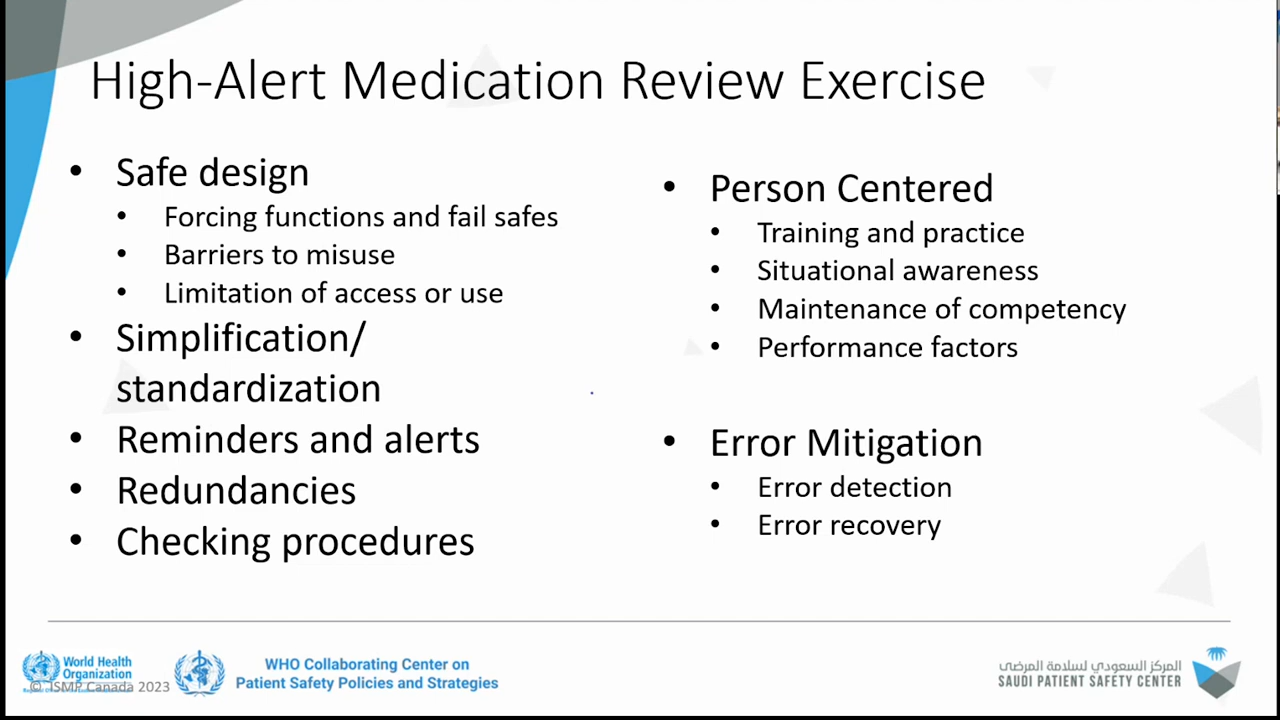 High-Alert Medication Review Exercise
• Safe design
• Forcing functions and fail safes
• Barriers to misuse
• Limitation of access or use
• Simplification/
standardization
• Reminders and alerts
• Redundancies
• Checking procedures
• Person Centered
• Training and practice
• Situational awareness
• Maintenance of competency
• Performance factors
• Error Mitigation
• Error detection
• Error recovery
World Health
Organization
© ISMP Canada 2023
WHO Collaborating Center on
Patient Safety Policies and Strategies
المركز السعودي لسلامة المرضى
SAUDI PATIENT SAFETY CENTER